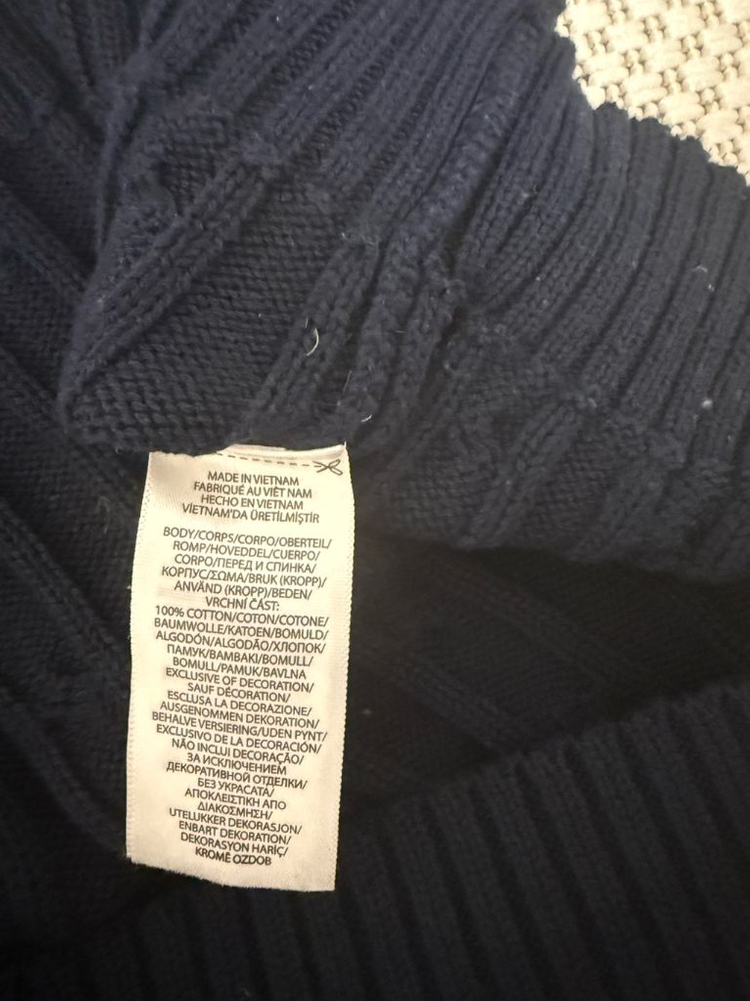 MADE IN VIETNAM
FABRIQUÉ AU VIÊT NAM
HECHO EN VIETNAM
VİETNAM'DA ÜRETİLMİŞTİR
BODY/CORPS/CORPO/OBERTEIL/
ROMP/HOVEDDEL/CUERPO/
CORPO/ПЕРЕД И СПИНКА/
КОРПУС/ΣΩΜΑ/BRUK (KROPP)/
ANVÄND (KROPP)/BEDEN/
VRCHNÍ ČÁST:
100% COTTON/COTON/COTONE/
BAUMWOLLE/KATOEN/BOMULD/
ALGODÓN/ALGODÃO/ХЛОПОК/
ПАМУК/ΒΑΜΒΑΚΙ/BOMULL/
BOMULL/PAMUK/BAVLNA
EXCLUSIVE OF DECORATION/
SAUF DÉCORATION/
ESCLUSA LA DECORAZIONE/
AUSGENOMMEN DEKORATION/
BEHALVE VERSIERING/UDEN PYNT/
EXCLUSIVO DE LA DECORACIÓN/
NÃO INCLUI DECORAÇÃO/
ЗА ИСКЛЮЧЕНИЕМ
ДЕКОРАТИВНОЙ ОТДЕЛКИ/
БЕЗ УКРАСАТА/
ΑΠΟΚΛΕΙΣΤΙΚΗ ΑΠΟ
ΔΙΑΚΟΣΜΗΣΗ/
UTELUKKER DEKORASJON/
ENBART DEKORATION/
DEKORASYON HARİÇ/
KROMĚ OZDOB